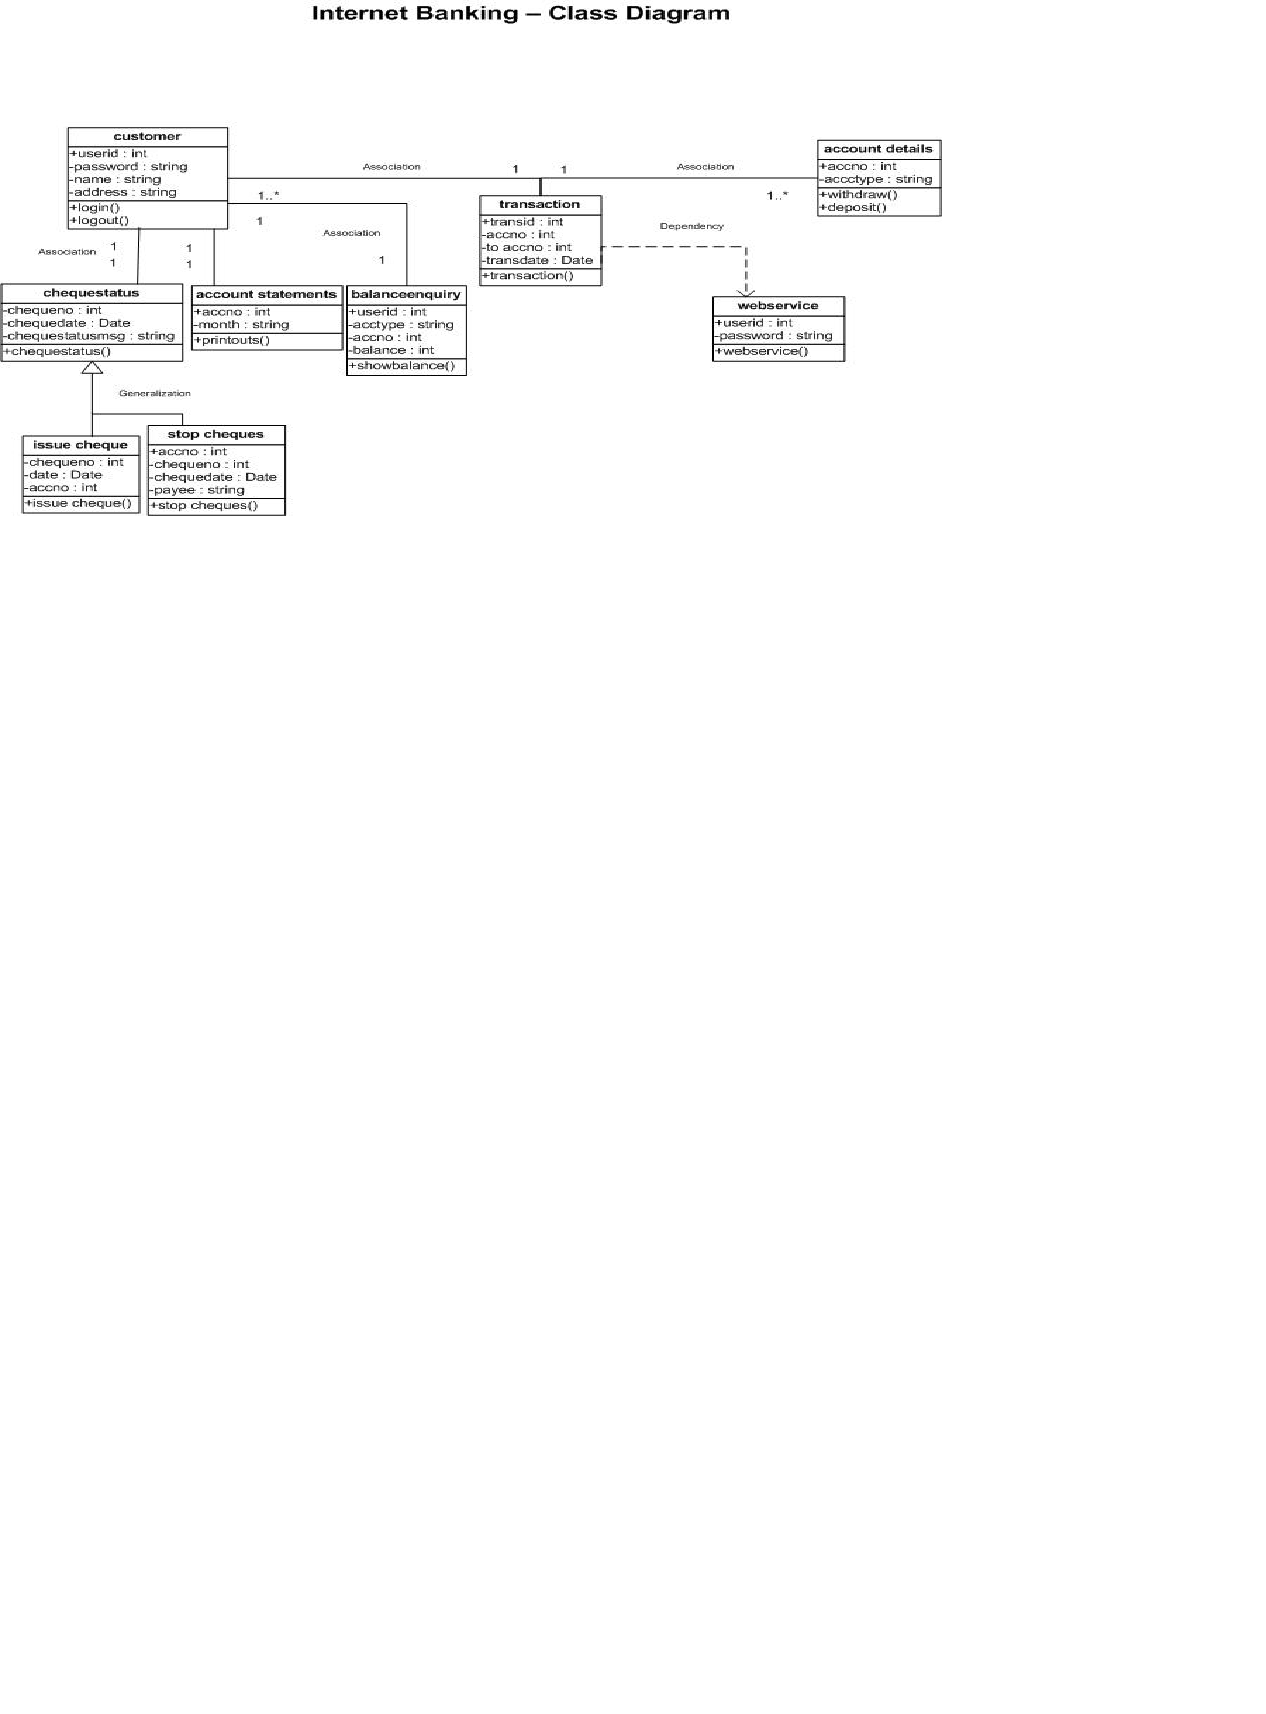 Internet Banking – Class Diagram
customer
+userid : int
-password : string
-name : string
-address : string
+login()
+logout()
Association
1
1
Association
1..*
account details
+accno : int
-accctype : string
+withdraw()
+deposit()
1..*
1
Association
1
transaction
+transid : int
-accno : int
-to accno : int
-transdate : Date
+transaction()
Dependency
webservice
+userid : int
-password : string
+webservice()
Association
1
1
1
1
chequestatus
-chequeno : int
-chequedate : Date
-chequestatusmsg : string
+chequestatus()
account statements
+accno : int
-month : string
+printouts()
balanceenquiry
+userid : int
-acctype : string
-accno : int
-balance : int
+showbalance()
Generalization
issue cheque
-chequeno : int
-date : Date
-accno : int
+issue cheque()
stop cheques
+accno : int
-chequeno : int
-chequedate : Date
-payee : string
+stop cheques()